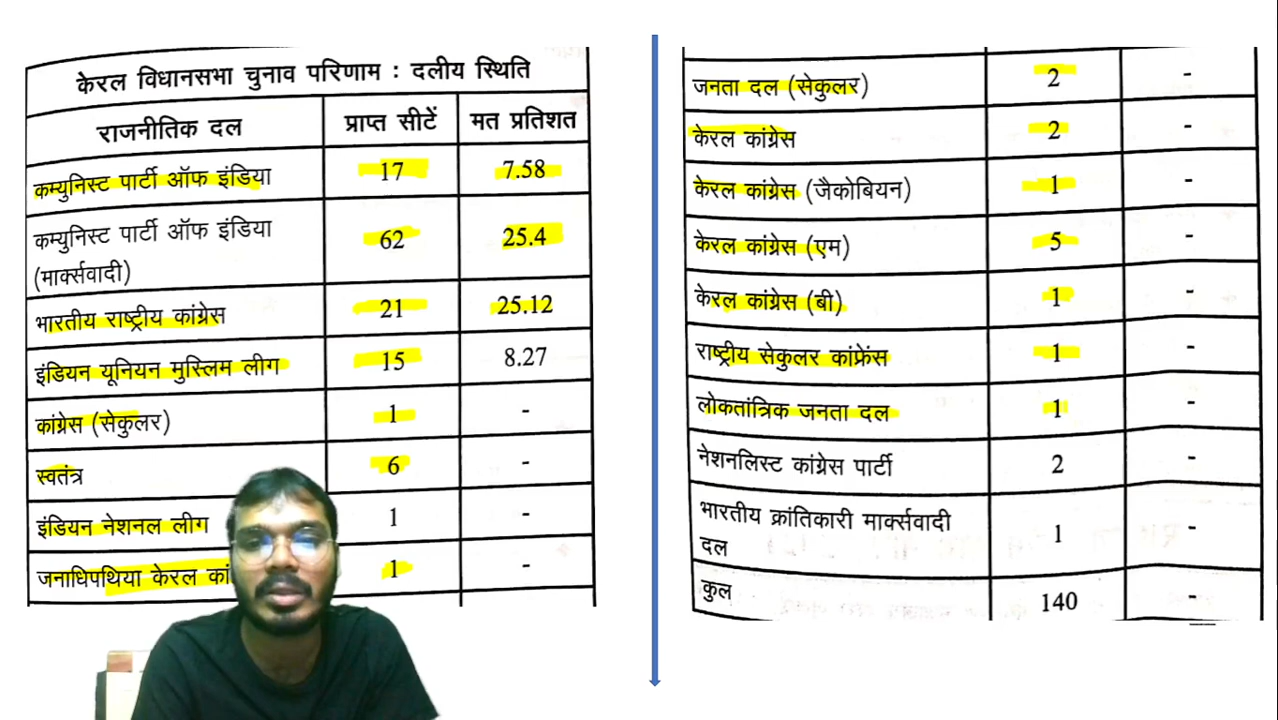 केरल विधानसभा चुनाव परिणाम : दलीय स्थिति
राजनीतिक दल प्राप्त सीटें मत प्रतिशत
कम्युनिस्ट पार्टी ऑफ इंडिया 17 7.58
कम्युनिस्ट पार्टी ऑफ इंडिया
(मार्क्सवादी) 62 25.4
भारतीय राष्ट्रीय कांग्रेस 21 25.12
इंडियन यूनियन मुस्लिम लीग 15 8.27
कांग्रेस (सेकुलर) 1 -
स्वतंत्र 6 -
इंडियन नेशनल लीग 1 -
जनाधिपथिया केरल 1 -
जनता दल (सेकुलर) 2 -
केरल कांग्रेस 2 -
केरल कांग्रेस (जैकोबियन) 1 -
केरल कांग्रेस (एम) 5 -
केरल कांग्रेस (बी) 1 -
राष्ट्रीय सेकुलर कांफ्रेंस 1 -
लोकतांत्रिक जनता दल 1 -
नेशनलिस्ट कांग्रेस पार्टी 2 -
भारतीय क्रांतिकारी मार्क्सवादी
दल 1 -
कुल 140 -